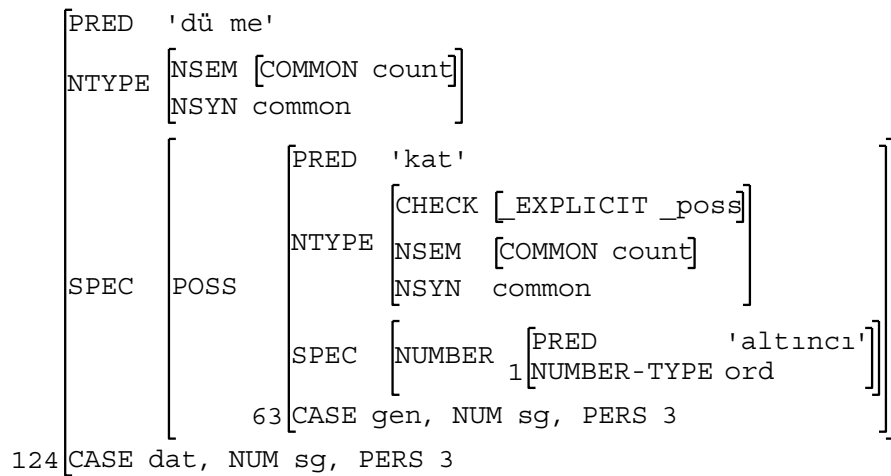 PRED 'dü me'
NTYPE NSEM [COMMON count]
NSYN common
PRED 'kat'
CHECK [_EXPLICIT _poss]
NTYPE NSEM [COMMON count]
NSYN common
SPEC POSS
SPEC NUMBER 1 PRED 'altıncı'
NUMBER-TYPE ord
63 CASE gen, NUM sg, PERS 3
124 CASE dat, NUM sg, PERS 3